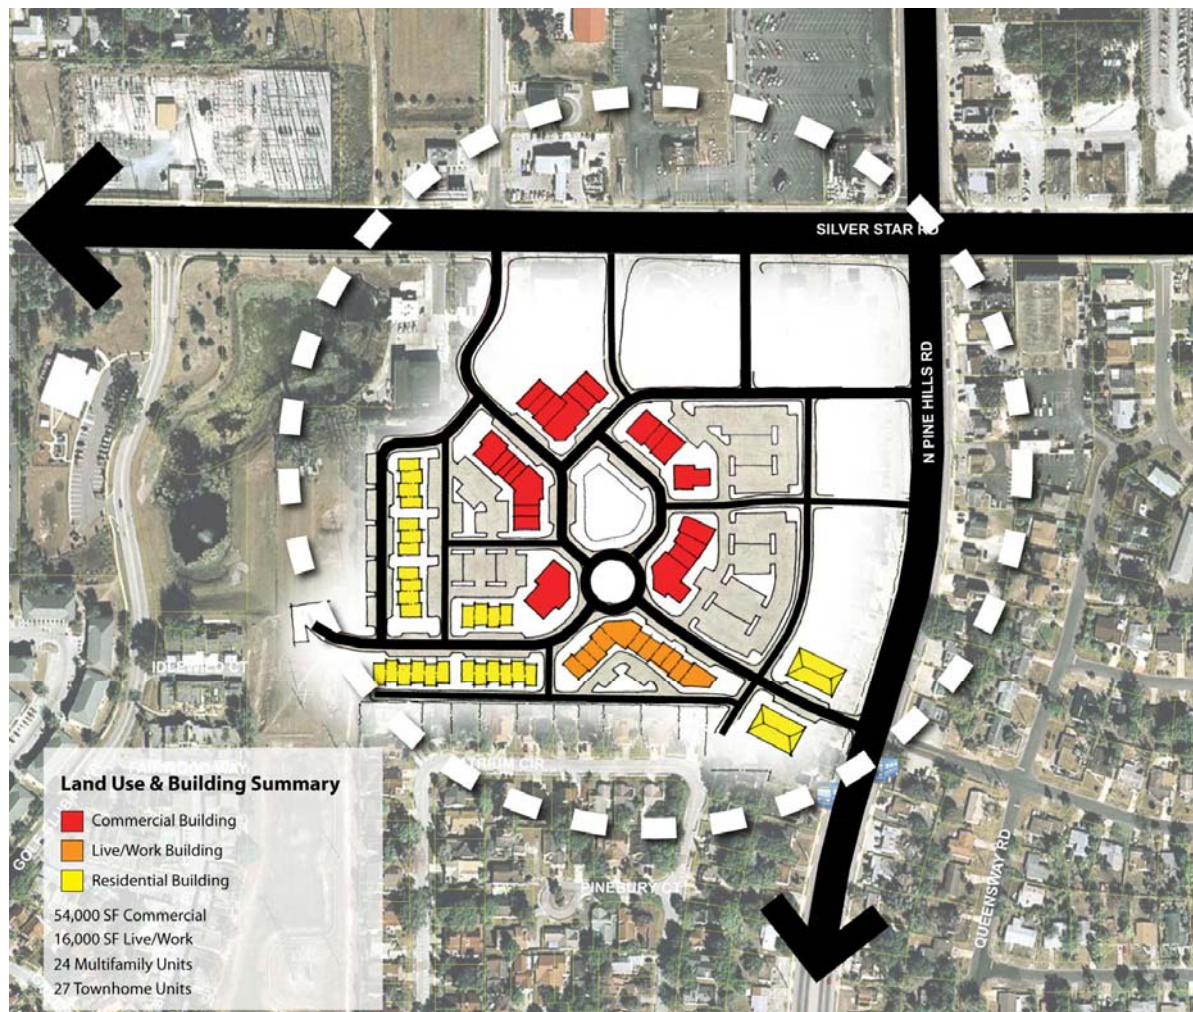 SILVER STAR RD
N PINE HILLS RD
IDLEWILD CT
ATRIUM CIR
PINEBURY CT
QUEENSWAY RD
Land Use & Building Summary
Commercial Building
Live/Work Building
Residential Building
54,000 SF Commercial
16,000 SF Live/Work
24 Multifamily Units
27 Townhome Units